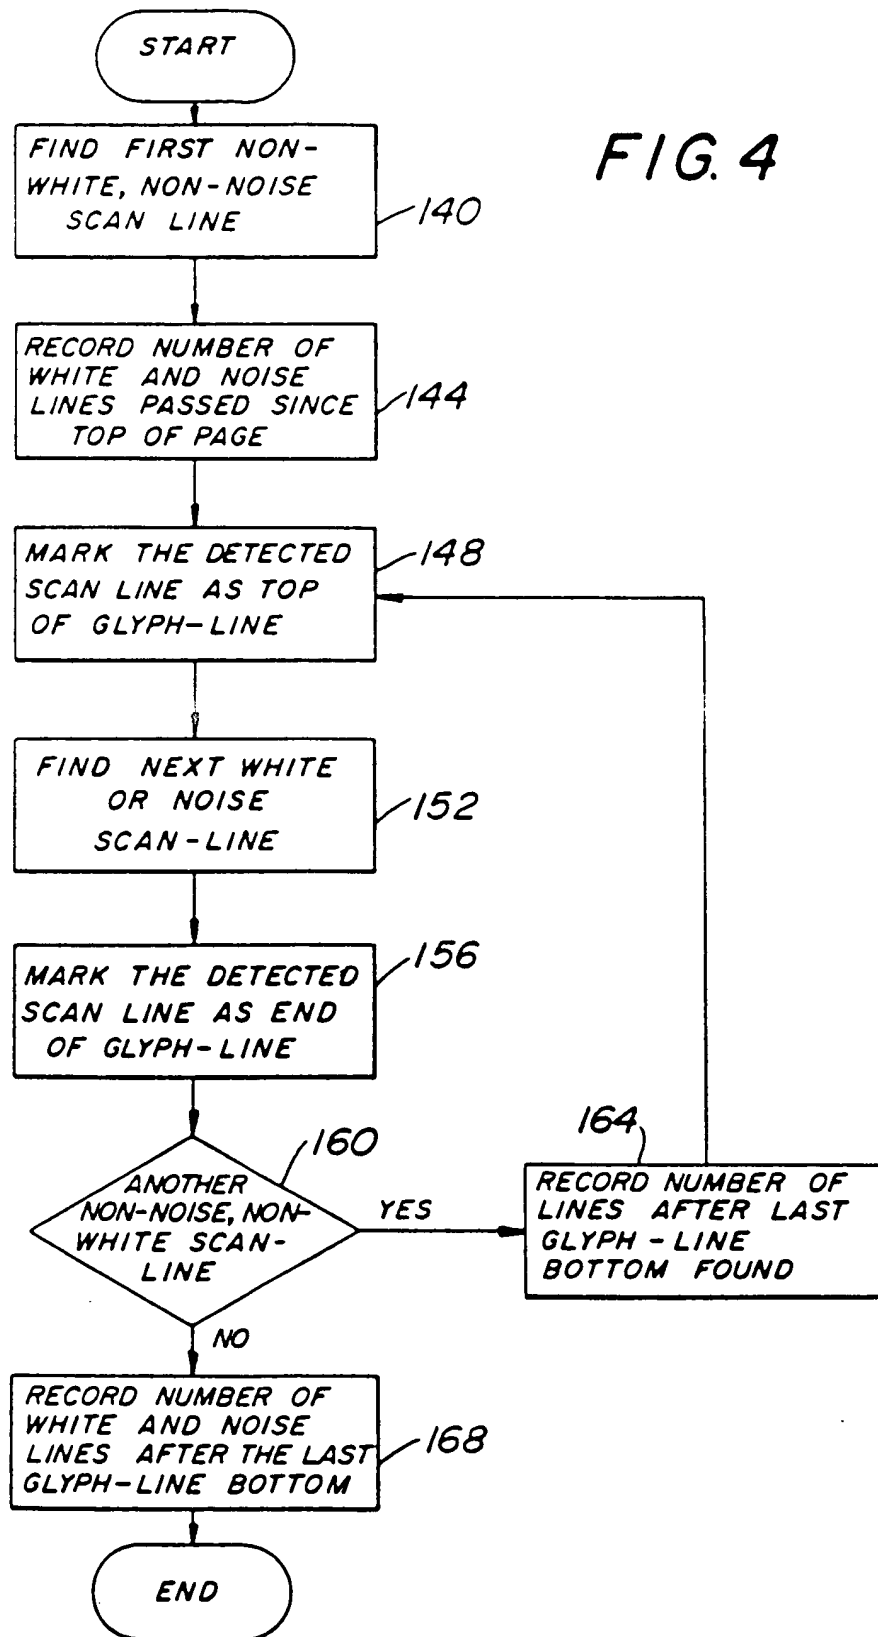 START
FIG. 4
FIND FIRST NON-
WHITE, NON-NOISE
SCAN LINE
140
RECORD NUMBER OF
WHITE AND NOISE
LINES PASSED SINCE
TOP OF PAGE
144
MARK THE DETECTED
SCAN LINE AS TOP
OF GLYPH-LINE
148
FIND NEXT WHITE
OR NOISE
SCAN-LINE
152
MARK THE DETECTED
SCAN LINE AS END
OF GLYPH-LINE
156
ANOTHER
NON-NOISE, NON-
WHITE SCAN-
LINE
160
YES
164
RECORD NUMBER OF
LINES AFTER LAST
GLYPH-LINE
BOTTOM FOUND
NO
RECORD NUMBER OF
WHITE AND NOISE
LINES AFTER THE LAST
GLYPH-LINE BOTTOM
168
END